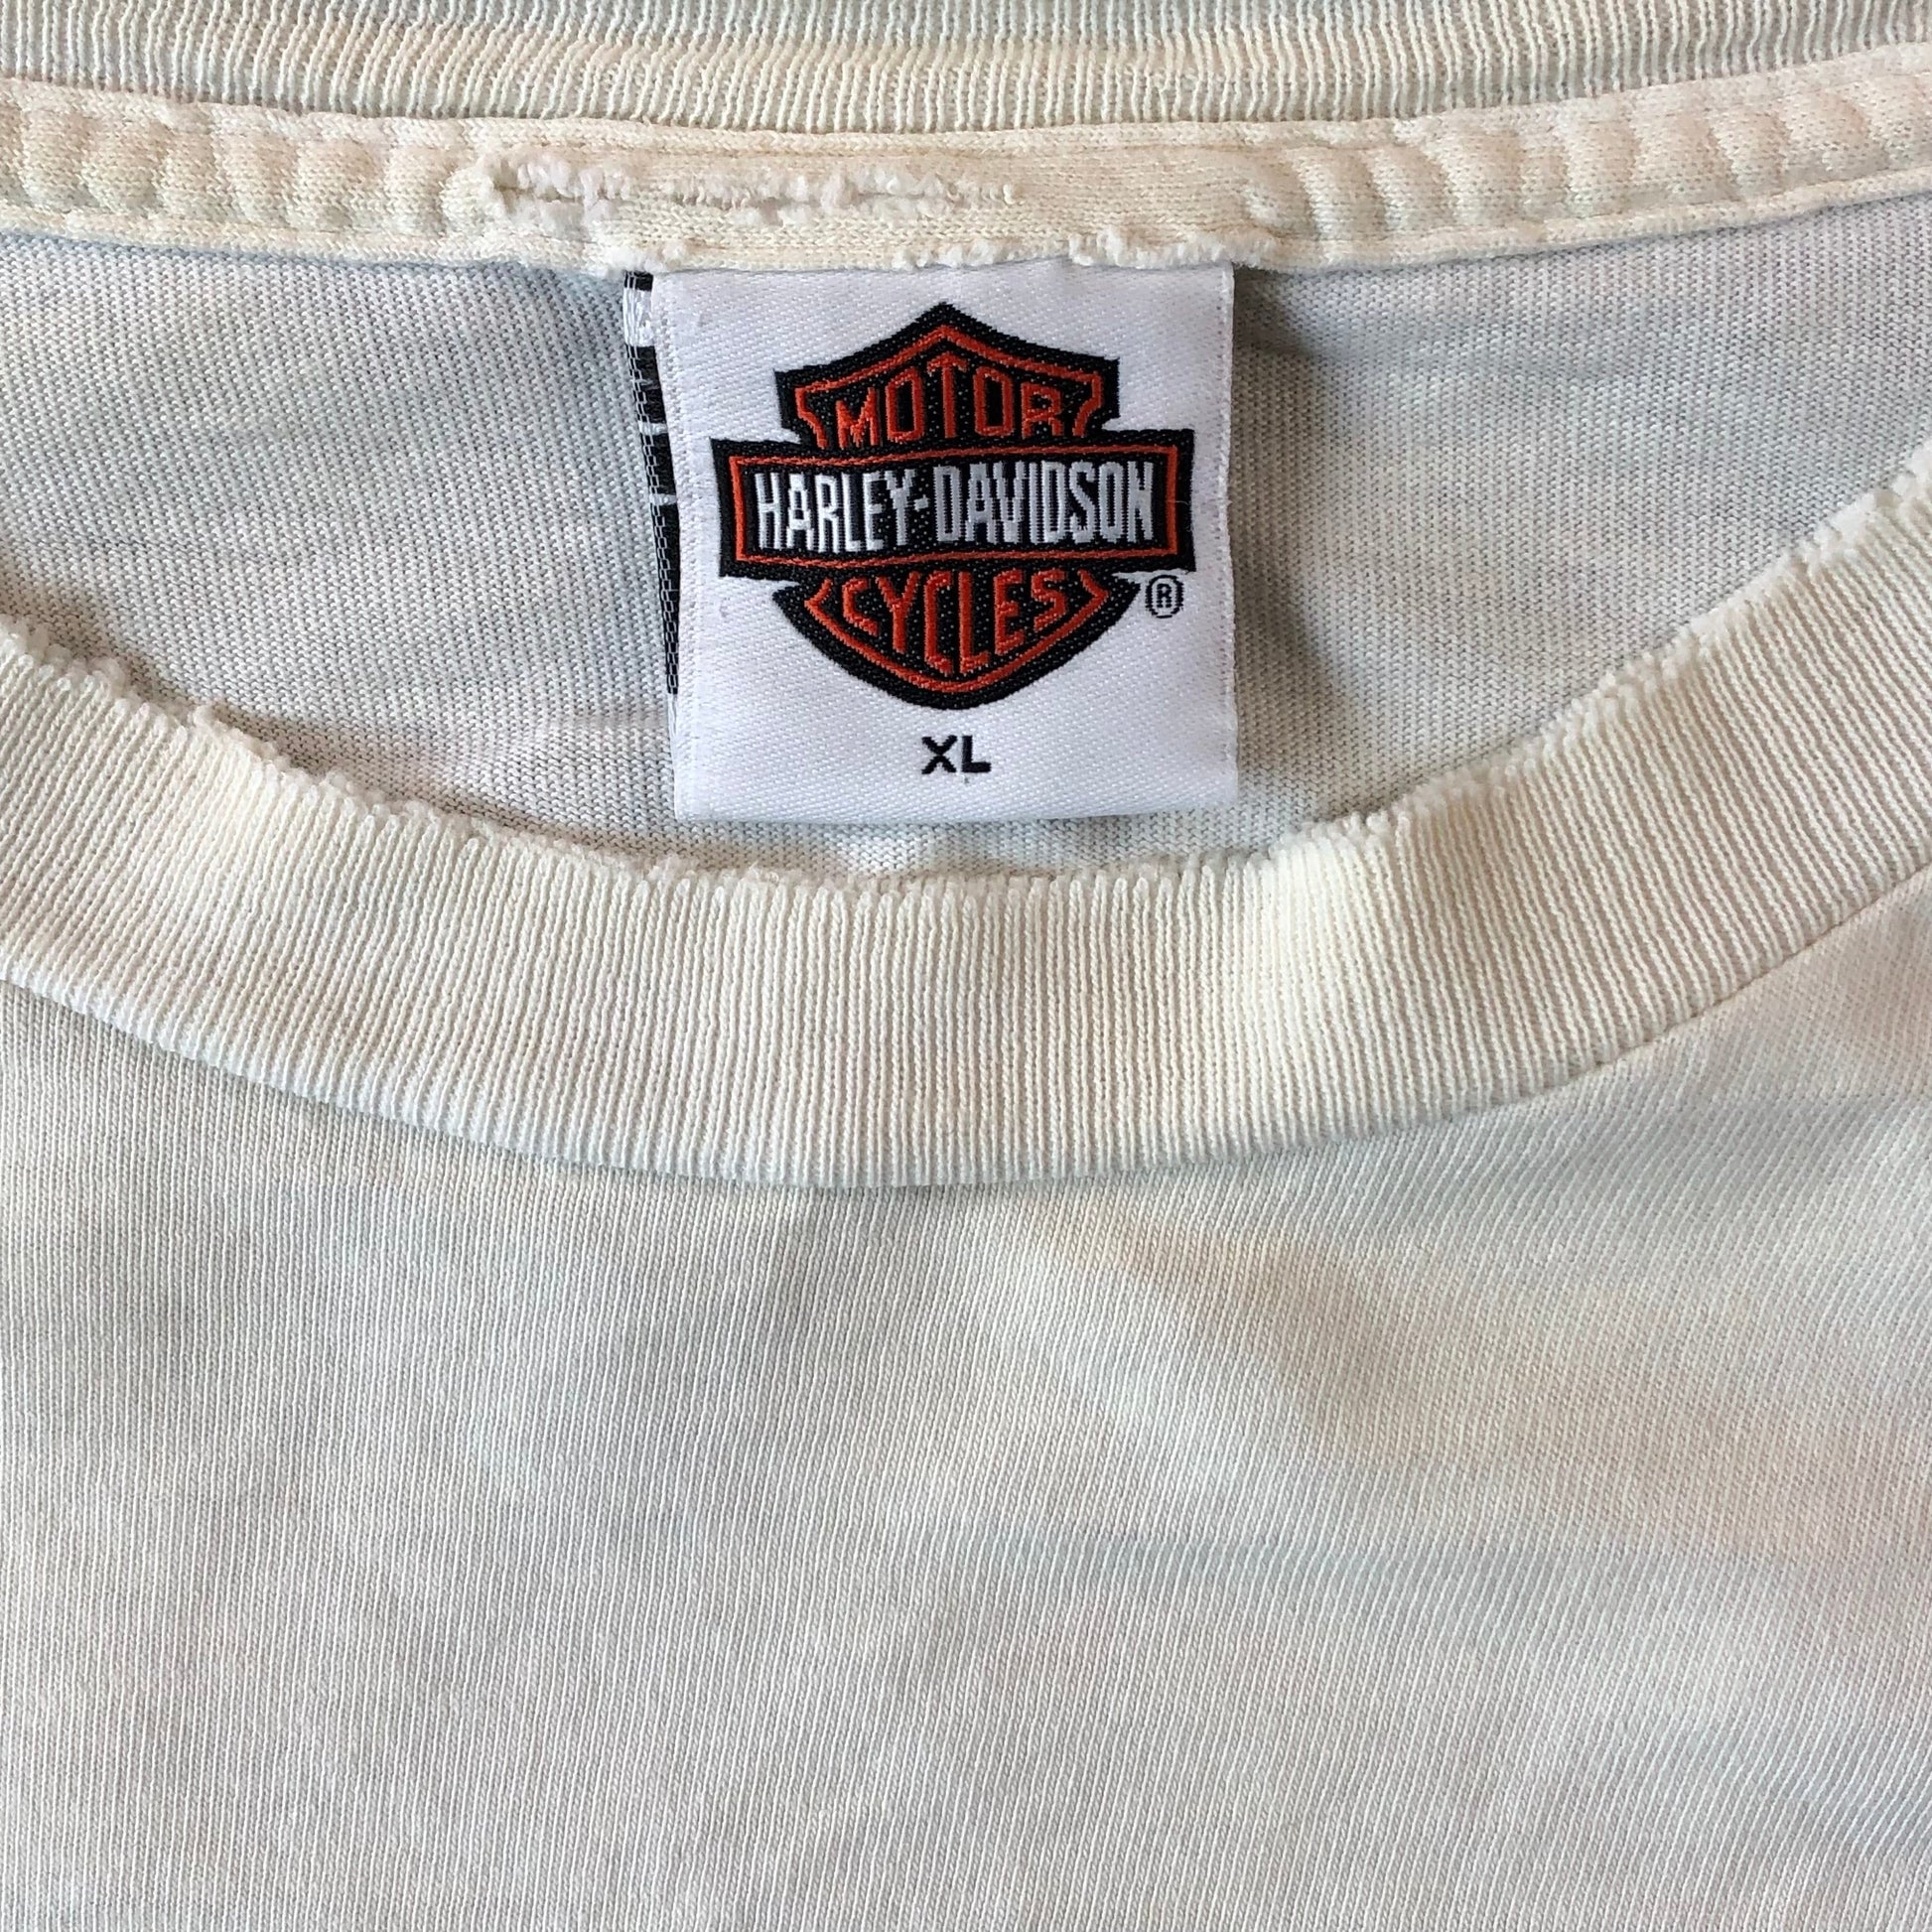 MOTOR
HARLEY-DAVIDSON
CYCLES
®
XL